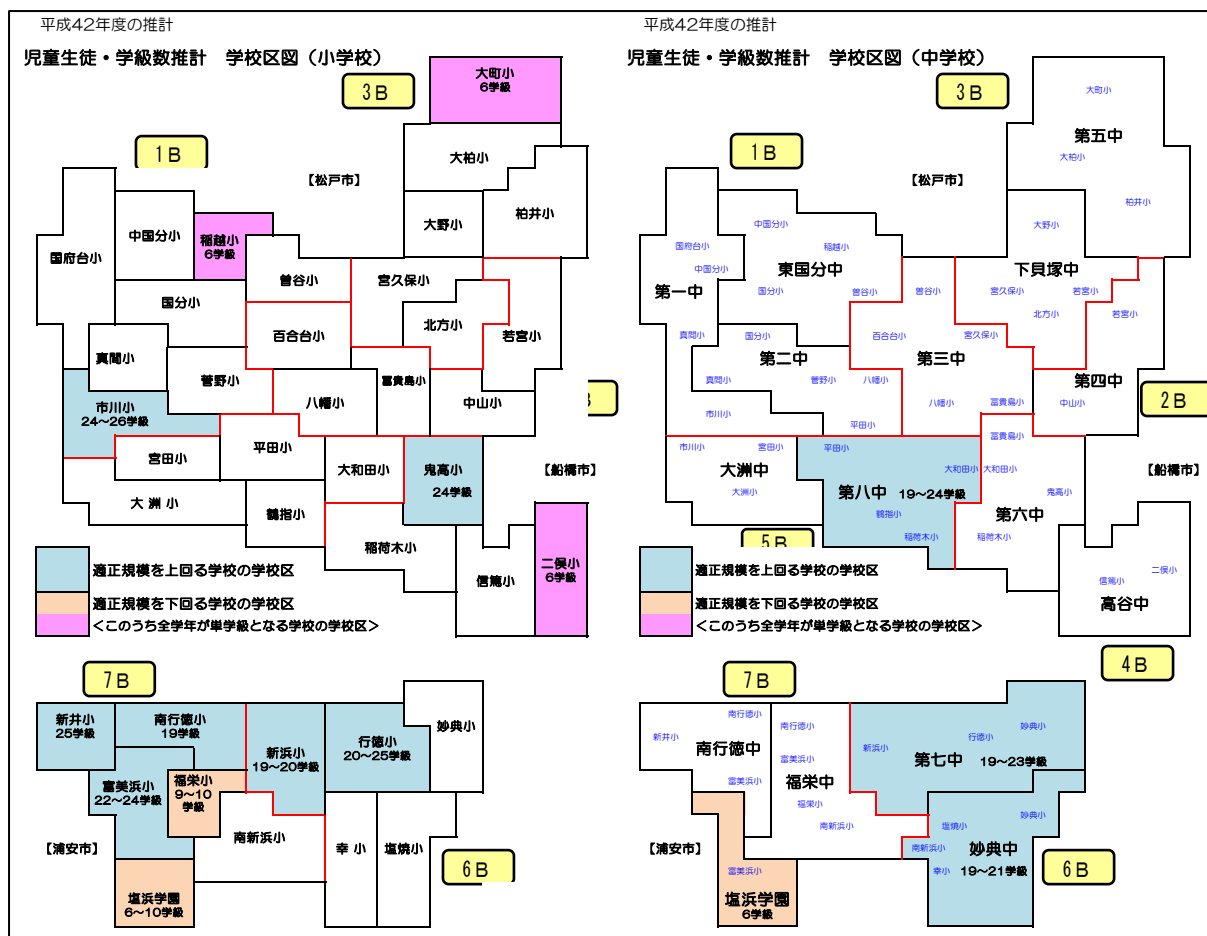 平成42年度の推計
児童生徒・学級数推計　学校区図（小学校）
3B
大町小
6学級
1B
【松戸市】
大柏小
柏井小
大野小
中国分小
稲越小
6学級
国府台小
曽谷小
宮久保小
国分小
北方小
若宮小
百合台小
真間小
菅野小
冨貴島小
市川小
24～26学級
八幡小
中山小
平田小
宮田小
大和田小
鬼高小
24学級
【船橋市】
大洲小
鶴指小
稲荷木小
信篤小
二俣小
6学級
適正規模を上回る学校の学校区
適正規模を下回る学校の学校区
＜このうち全学年が単学級となる学校の学校区＞
7B
新井小
25学級
南行徳小
19学級
新浜小
19～20学級
行徳小
20～25学級
妙典小
富美浜小
22～24学級
福栄小
9～10
学級
南新浜小
幸小
塩焼小
【浦安市】
6B
塩浜学園
6～10学級
平成42年度の推計
児童生徒・学級数推計　学校区図（中学校）
3B
大町小
第五中
大柏小
1B
【松戸市】
柏井小
中国分小
大野小
国府台小
稲越小
中国分小
東国分中
下貝塚中
第一中
国分小
曽谷小
曽谷小
宮久保小
若宮小
北方小
若宮小
真間小
国分小
百合台小
宮久保小
第二中
第三中
真間小
菅野小
八幡小
第四中
市川小
八幡小
冨貴島小
中山小
2B
平田小
冨貴島小
市川小
宮田小
平田小
大洲中
大和田小
大和田小
【船橋市】
大洲小
第八中
19～24学級
鬼高小
鶴指小
第六中
稲荷木小
稲荷木小
5B
信篤小
二俣小
高谷中
適正規模を上回る学校の学校区
適正規模を下回る学校の学校区
＜このうち全学年が単学級となる学校の学校区＞
4B
7B
南行徳小
南行徳小
妙典小
新井小
南行徳中
新浜小
行徳小
第七中
19～23学級
富美浜小
富美浜小
福栄中
福栄小
南新浜小
塩焼小
妙典小
【浦安市】
南新浜小
妙典中
富美浜小
幸小
19～21学級
6B
塩浜学園
6学級